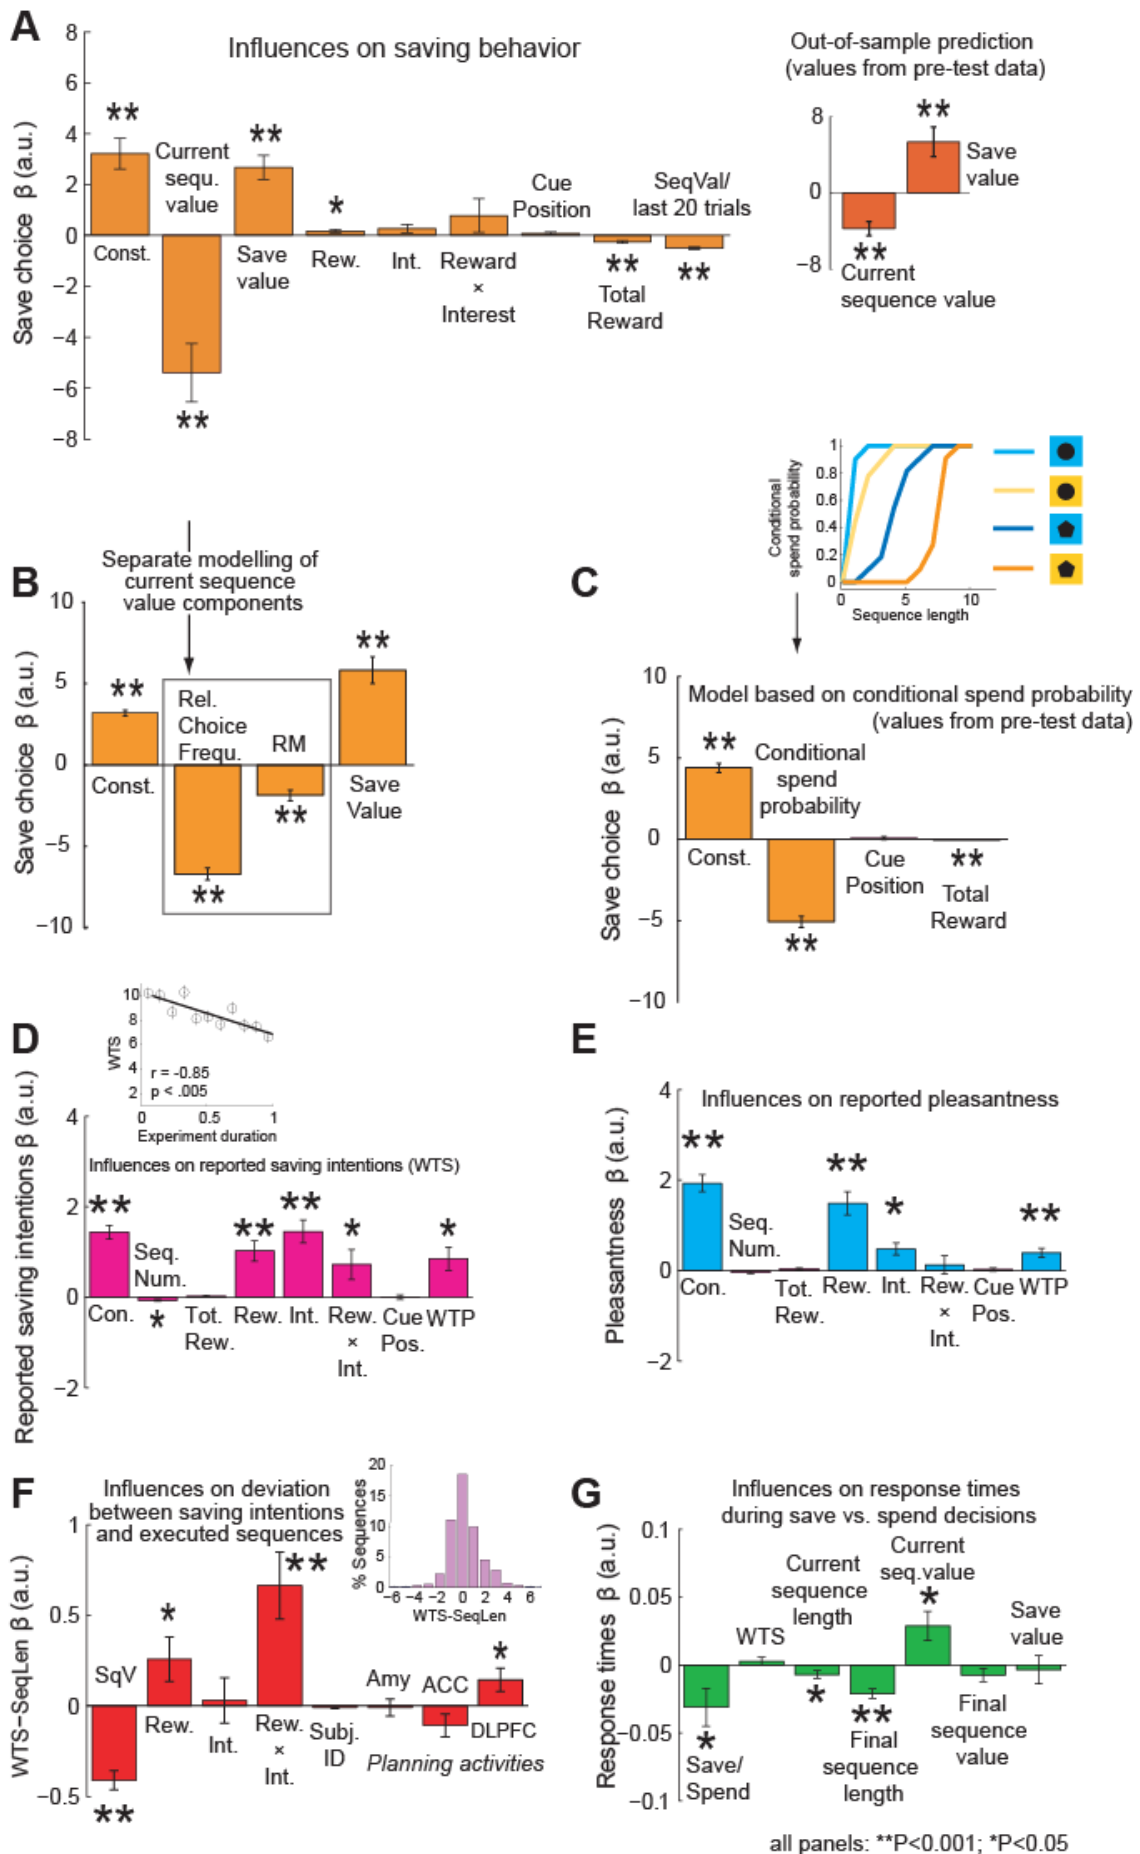 A
Influences on saving behavior
Save choice β (a.u.)
8
6
4
2
0
−2
−4
−6
−8
**
Const.
Current
sequ.
value
**
**
Save
value
*
Rew.
Int.
Reward
×
Interest
Cue
Position
**
Total
Reward
SeqVal/
last 20 trials
**
Out-of-sample prediction
(values from pre-test data)
8
0
−8
**
Save
value
**
Current
sequence value
Separate modelling of
current sequence
value components
B
Save choice β (a.u.)
10
5
0
−5
−10
**
Const.
Rel.
Choice
Frequ.
**
RM
**
**
Save
Value
C
Conditional
spend probability
1
0.8
0.6
0.4
0.2
0
0
5
10
Sequence length
Model based on conditional spend probability
(values from pre-test data)
Save choice β (a.u.)
10
5
0
−5
−10
**
Const.
Conditional
spend
probability
**
Cue
Position
**
Total
Reward
D
WTS
10
8
6
4
2
r = -0.85
p < .005
0
0.5
1
Experiment duration
Influences on reported saving intentions (WTS)
Reported saving intentions β (a.u.)
4
2
0
−2
**
Con.
Seq.
Num.
*
Tot.
Rew.
**
Rew.
**
Int.
*
Rew.
×
Int.
Cue
Pos.
*
WTP
E
Influences on reported pleasantness
Pleasantness β (a.u.)
4
2
0
−2
**
Con.
Seq.
Num.
Tot.
Rew.
**
Rew.
*
Int.
Rew.
×
Int.
Cue
Pos.
**
WTP
F
Influences on deviation
between saving intentions
and executed sequences
WTS−SeqLen β (a.u.)
1
0.5
0
−0.5
SqV
**
*
Rew.
Int.
**
Rew.
×
Int.
Subj.
ID
Amy
ACC
*
DLPFC
Planning activities
% Sequences
20
15
10
5
0
−6
−4
−2
0
2
4
6
WTS-SeqLen
G
Influences on response times
during save vs. spend decisions
Response times β (a.u.)
0.1
0.05
0
−0.05
−0.1
*
Save/
Spend
WTS
Current
sequence
length
*
**
Final
sequence
length
Current
seq.value
*
Final
sequence
value
Save
value
all panels: **P<0.001; *P<0.05